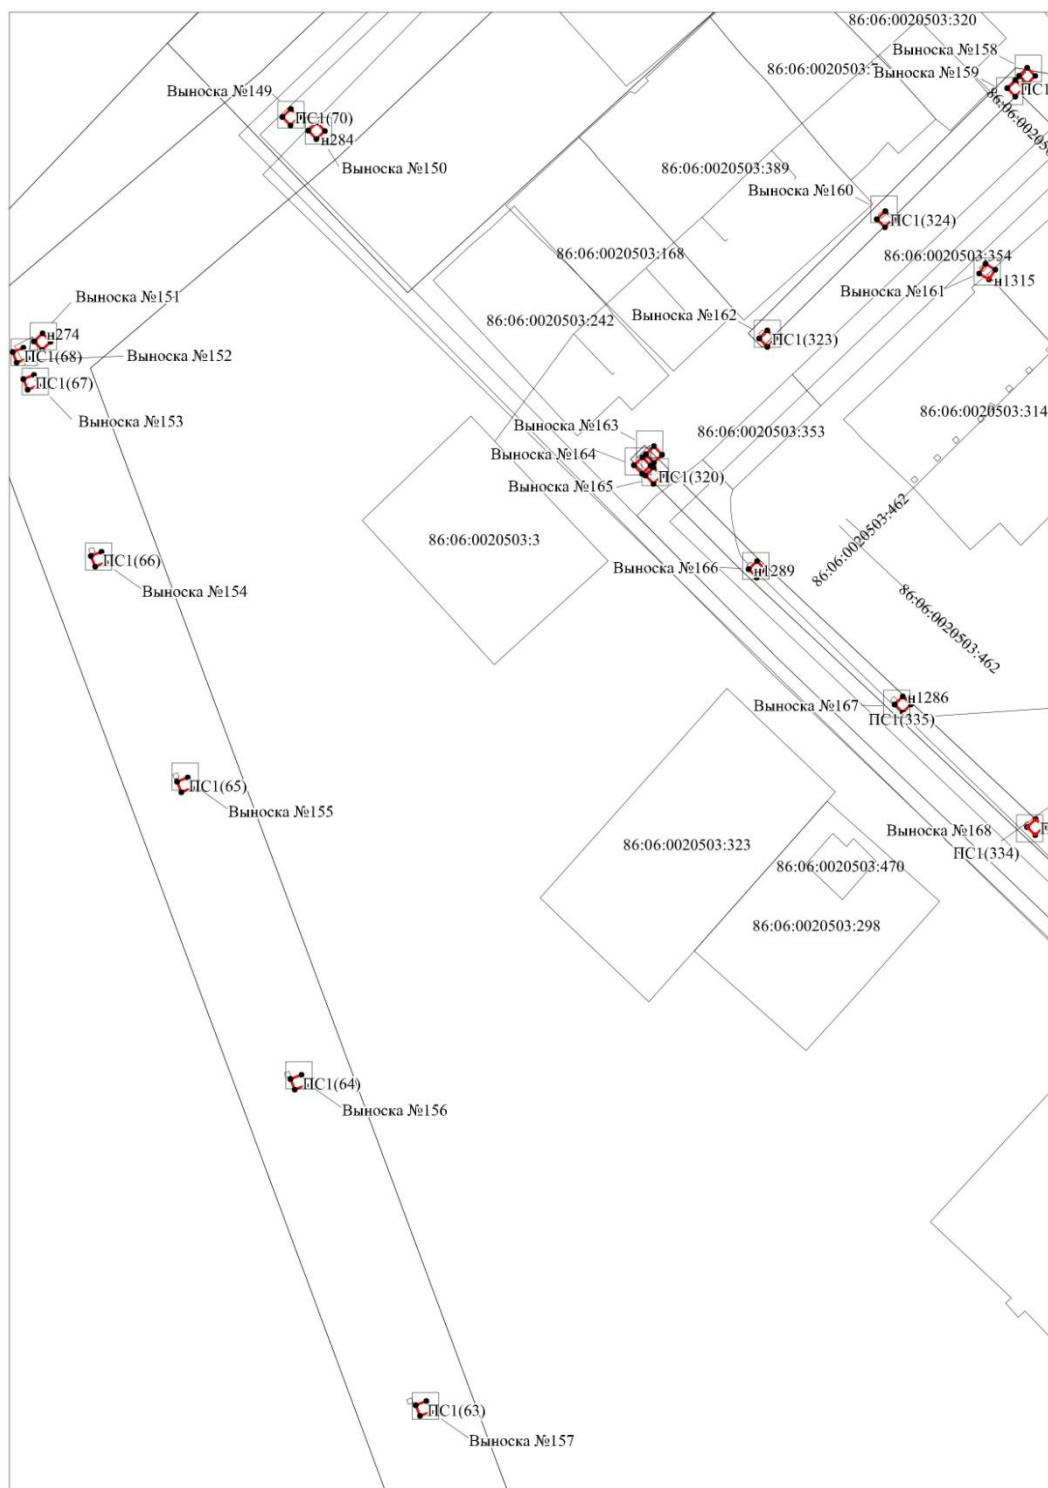 86:06:0020503:320
Выноска №158
86:06:0020503:7
Выноска №159
Выноска №149
ПС1(70)
н284
Выноска №150
86:06:0020503:389
Выноска №160
ПС1(324)
86:06:0020503:168
86:06:0020503:354
н1315
Выноска №161
Выноска №151
86:06:0020503:242
Выноска №162
н274
ПС1(323)
ПС1(68)
Выноска №152
ПС1(67)
86:06:0020503:314
Выноска №153
Выноска №163
86:06:0020503:353
Выноска №164
ПС1(320)
Выноска №165
86:06:0020503:3
86:06:0020503:462
ПС1(66)
Выноска №166
н1289
Выноска №154
86:06:0020503:462
н1286
Выноска №167
ПС1(335)
ПС1(65)
Выноска №155
Выноска №168
86:06:0020503:323
ПС1(334)
86:06:0020503:470
86:06:0020503:298
ПС1(64)
Выноска №156
ПС1(63)
Выноска №157